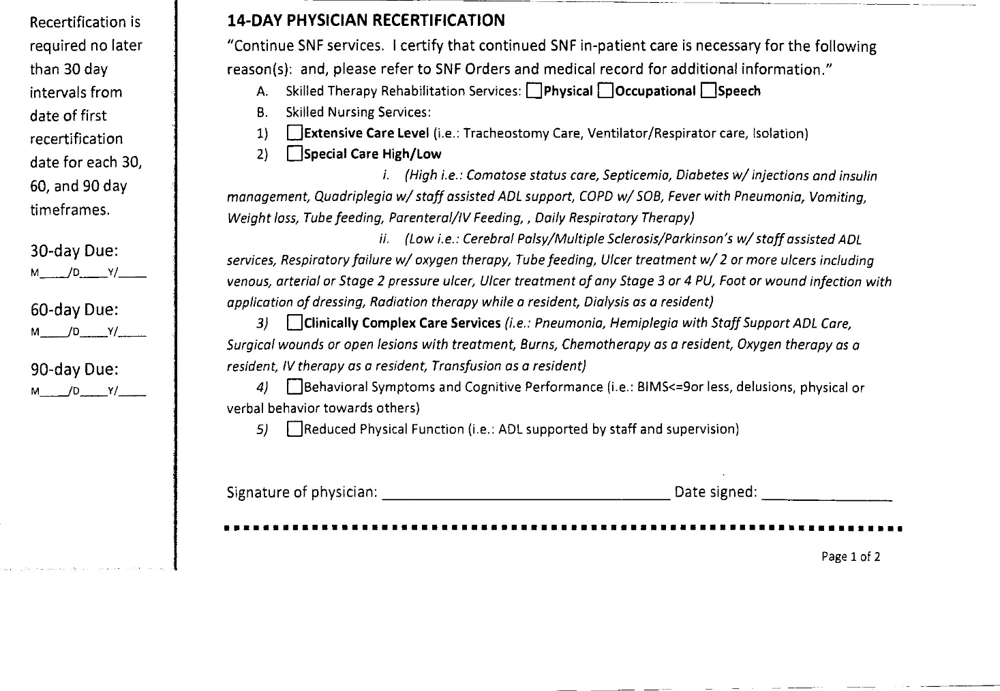 Recertification is
required no later
than 30 day
intervals from
date of first
recertification
date for each 30,
60, and 90 day
timeframes.
30-day Due:
M____/D____Y/____
60-day Due:
M____/D____Y/____
90-day Due:
M____/D____Y/____
14-DAY PHYSICIAN RECERTIFICATION
“Continue SNF services.  I certify that continued SNF in-patient care is necessary for the following
reason(s):  and, please refer to SNF Orders and medical record for additional information.”
A. Skilled Therapy Rehabilitation Services: ☐Physical ☐Occupational ☐Speech
B. Skilled Nursing Services:
1) ☐Extensive Care Level (i.e.: Tracheostomy Care, Ventilator/Respirator care, Isolation)
2) ☐Special Care High/Low
i. (High i.e.: Comatose status care, Septicemia, Diabetes w/ injections and insulin
management, Quadriplegia w/ staff assisted ADL support, COPD w/ SOB, Fever with Pneumonia, Vomiting,
Weight loss, Tube feeding, Parenteral/IV Feeding, , Daily Respiratory Therapy)
ii. (Low i.e.: Cerebral Palsy/Multiple Sclerosis/Parkinson’s w/ staff assisted ADL
services, Respiratory failure w/ oxygen therapy, Tube feeding, Ulcer treatment w/ 2 or more ulcers including
venous, arterial or Stage 2 pressure ulcer, Ulcer treatment of any Stage 3 or 4 PU, Foot or wound infection with
application of dressing, Radiation therapy while a resident, Dialysis as a resident)
3) ☐Clinically Complex Care Services (i.e.: Pneumonia, Hemiplegia with Staff Support ADL Care,
Surgical wounds or open lesions with treatment, Burns, Chemotherapy as a resident, Oxygen therapy as a
resident, IV therapy as a resident, Transfusion as a resident)
4) ☐Behavioral Symptoms and Cognitive Performance (i.e.: BIMS<=9or less, delusions, physical or
verbal behavior towards others)
5) ☐Reduced Physical Function (i.e.: ADL supported by staff and supervision)
Signature of physician: ____________________ Date signed: __________
Page 1 of 2